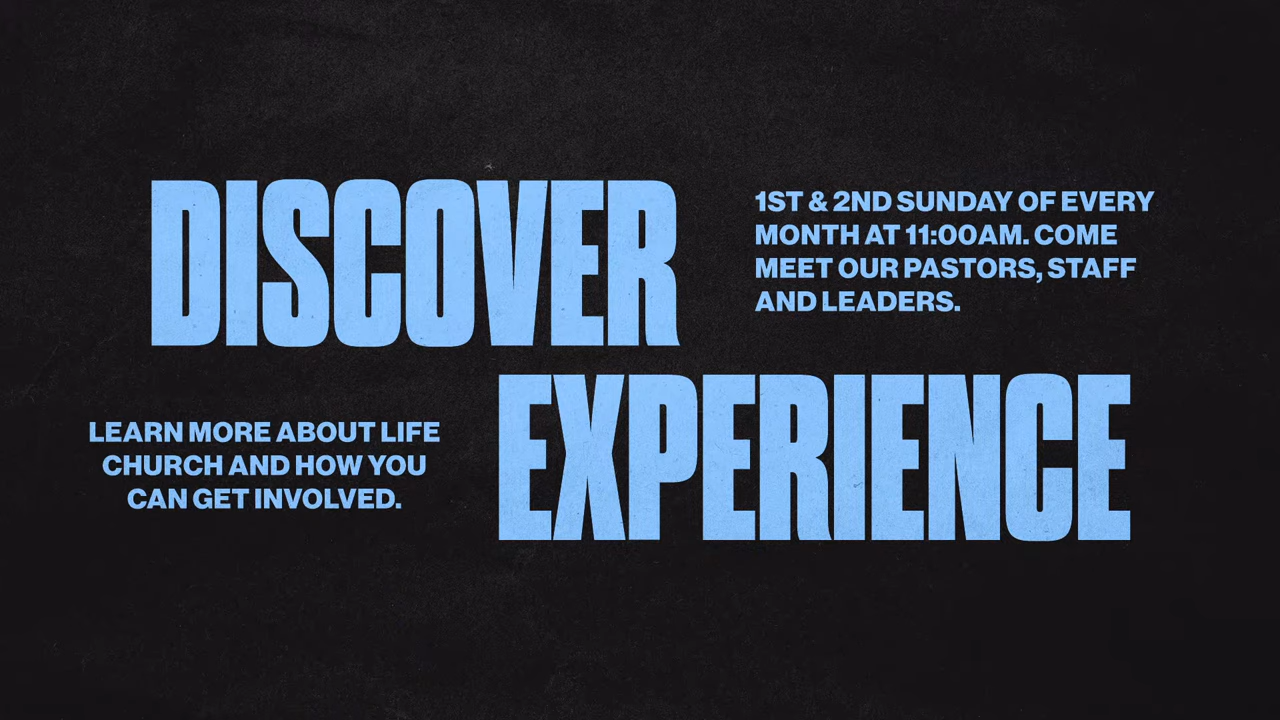 DISCOVER
1ST & 2ND SUNDAY OF EVERY
MONTH AT 11:00AM. COME
MEET OUR PASTORS, STAFF
AND LEADERS.
EXPERIENCE
LEARN MORE ABOUT LIFE
CHURCH AND HOW YOU
CAN GET INVOLVED.